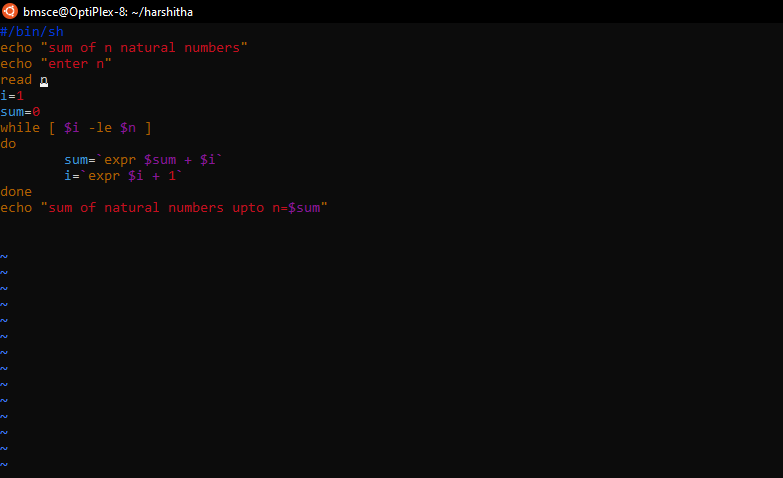 bmsce@OptiPlex-8: ~/harshitha
#/bin/sh
echo "sum of n natural numbers"
echo "enter n"
read n
i=1
sum=0
while [ $i -le $n ]
do
        sum=`expr $sum + $i`
        i=`expr $i + 1`
done
echo "sum of natural numbers upto n=$sum"
~
~
~
~
~
~
~
~
~
~
~
~
~
~